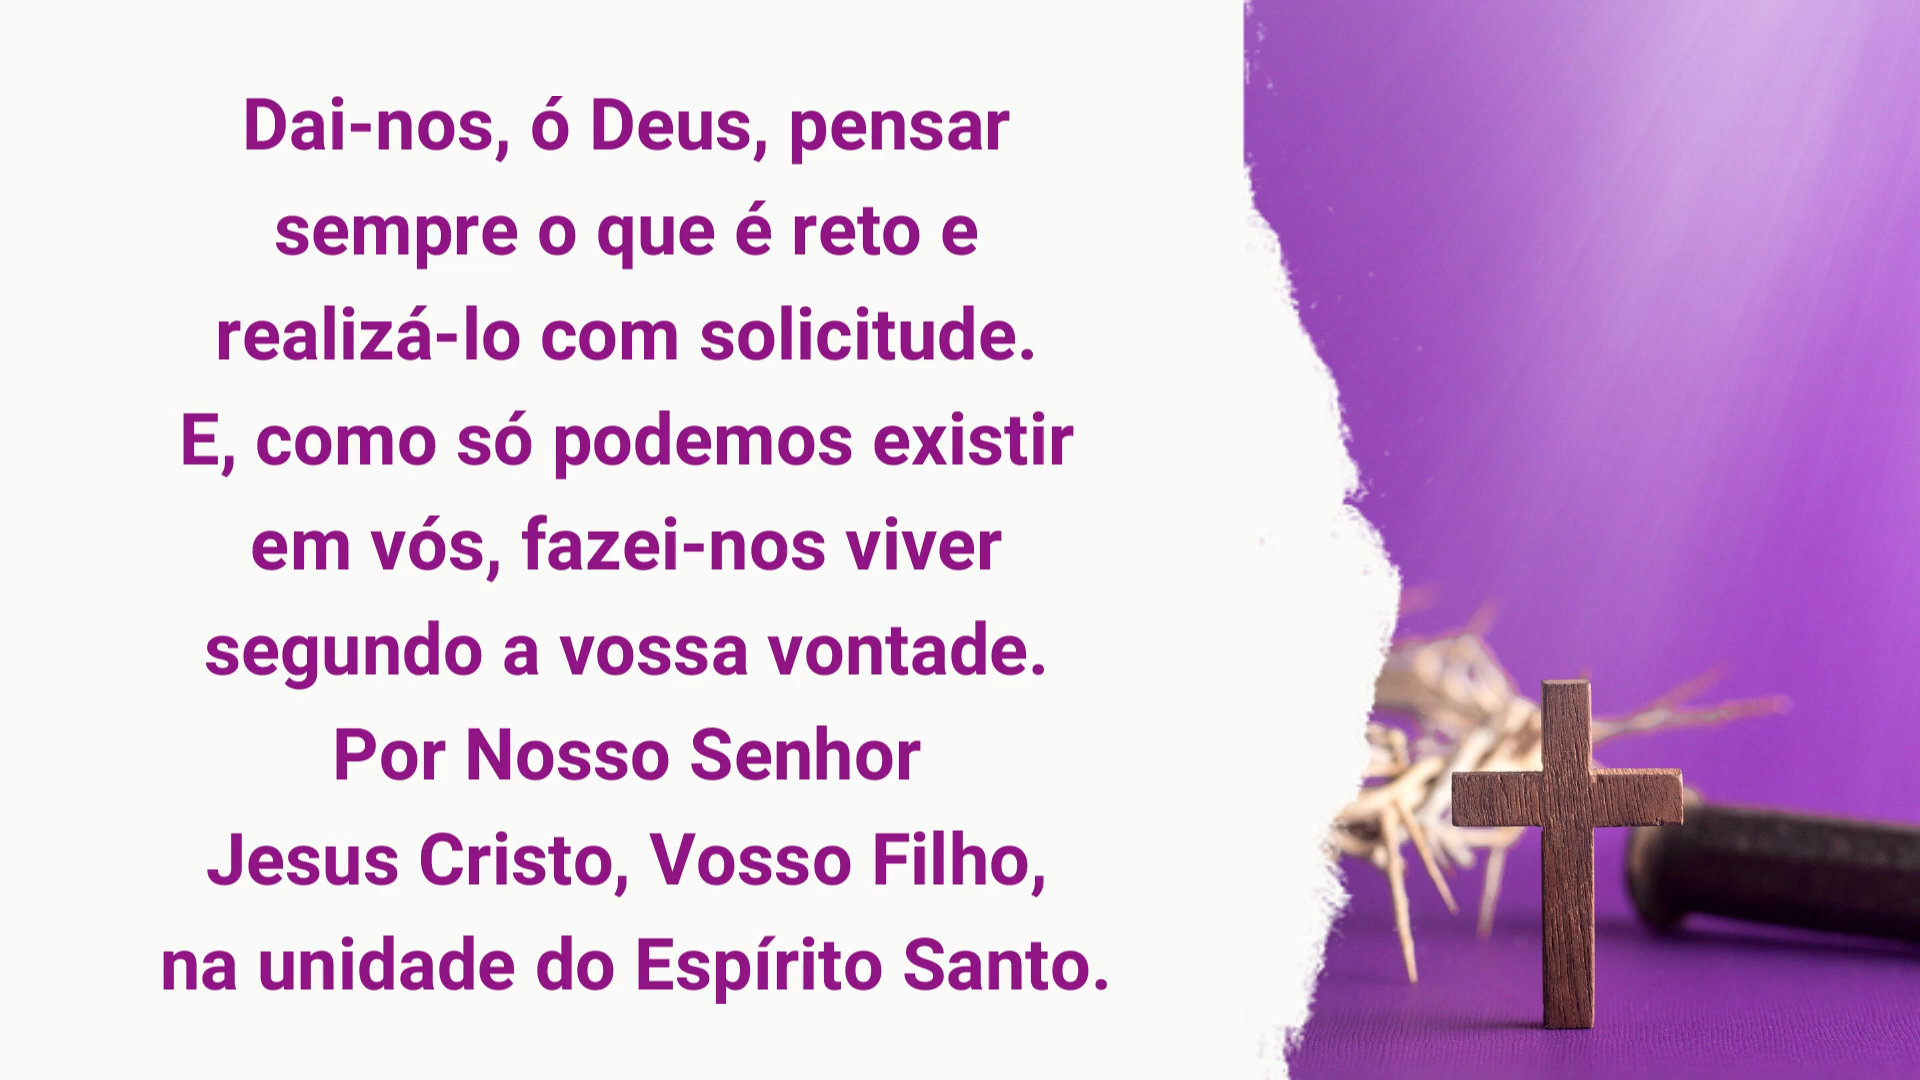 Dai-nos, ó Deus, pensar
sempre o que é reto e
realizá-lo com solicitude.
E, como só podemos existir
em vós, fazei-nos viver
segundo a vossa vontade.
Por Nosso Senhor
Jesus Cristo, Vosso Filho,
na unidade do Espírito Santo.